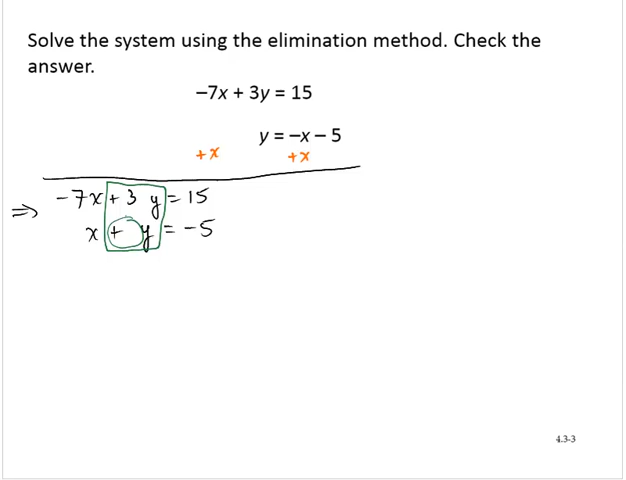 Solve the system using the elimination method. Check the
answer.
–7x + 3y = 15
y = –x – 5
+x +x
⇒ -7x + 3 y = 15
x + y = -5
4.3-3